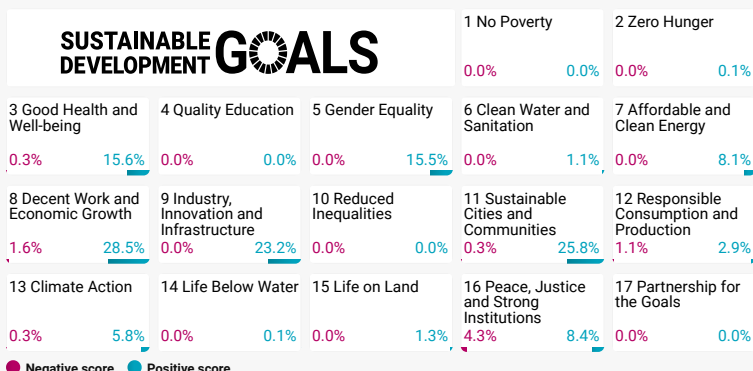 SUSTAINABLE
DEVELOPMENT
GOALS
1 No Poverty
0.0% 0.0%
2 Zero Hunger
0.0% 0.1%
3 Good Health and
Well-being
0.3% 15.6%
4 Quality Education
0.0% 0.0%
5 Gender Equality
0.0% 15.5%
6 Clean Water and
Sanitation
0.0% 1.1%
7 Affordable and
Clean Energy
0.0% 8.1%
8 Decent Work and
Economic Growth
1.6% 28.5%
9 Industry,
Innovation and
Infrastructure
0.0% 23.2%
10 Reduced
Inequalities
0.0% 0.0%
11 Sustainable
Cities and
Communities
0.3% 25.8%
12 Responsible
Consumption and
Production
1.1% 2.9%
13 Climate Action
0.3% 5.8%
14 Life Below Water
0.0% 0.1%
15 Life on Land
0.0% 1.3%
16 Peace, Justice
and Strong
Institutions
4.3% 8.4%
17 Partnership for
the Goals
0.0% 0.0%
Negative score Positive score